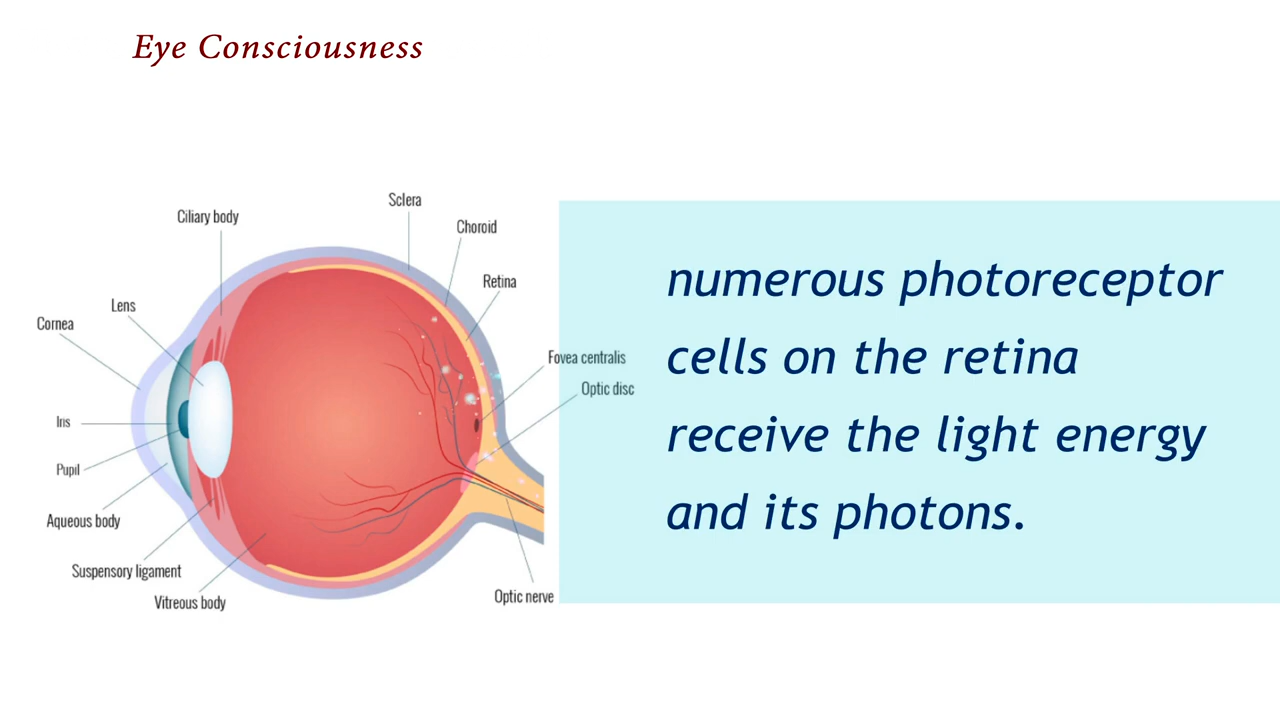 Eye Consciousness
Sclera
Ciliary body
Choroid
Retina
Lens
Cornea
Fovea centralis
Optic disc
Iris
Pupil
Aqueous body
Suspensory ligament
Vitreous body
Optic nerve
numerous photoreceptor
cells on the retina
receive the light energy
and its photons.